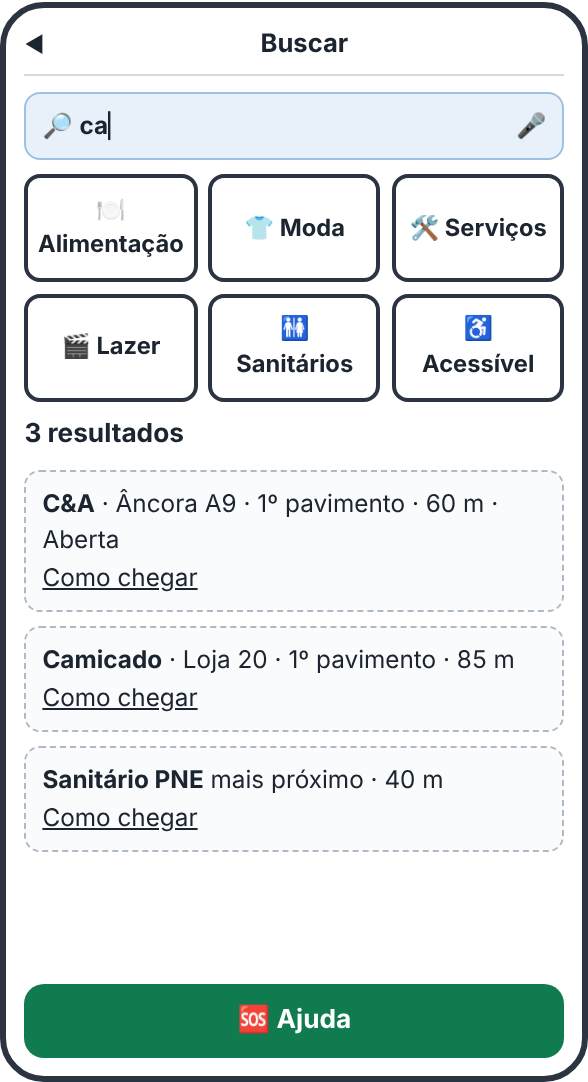 ◀ Buscar
🔎 ca 🎤
🍽️ Alimentação
👕 Moda
🛠️ Serviços
🎬 Lazer
🚻 Sanitários
♿ Acessível
3 resultados
C&A · Âncora A9 · 1º pavimento · 60 m ·
Aberta
Como chegar
Camicado · Loja 20 · 1º pavimento · 85 m
Como chegar
Sanitário PNE mais próximo · 40 m
Como chegar
🆘 Ajuda